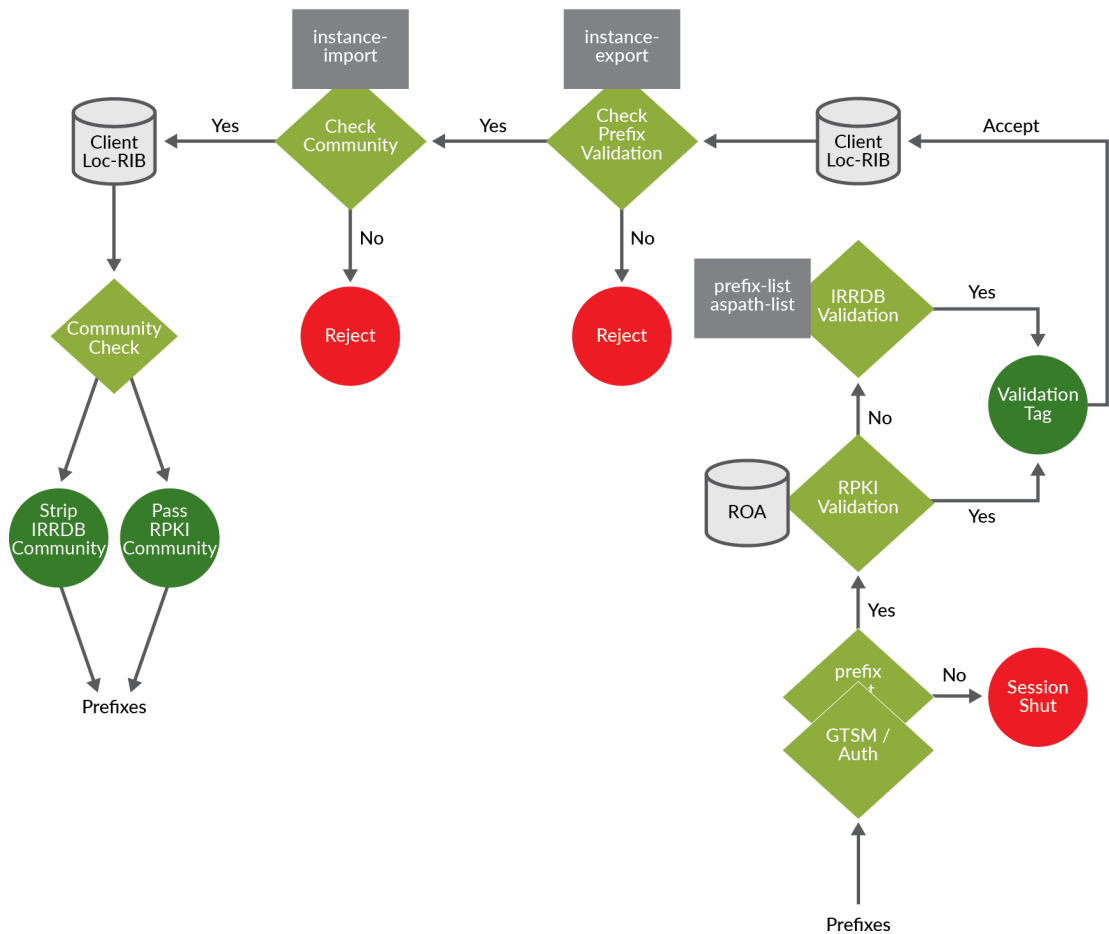 instance-
import
instance-
export
Client
Loc-RIB
Yes
Check
Community
Yes
Check
Prefix
Validation
Client
Loc-RIB
Accept
No
No
Reject
Reject
prefix-list
aspath-list
IRRDB
Validation
Yes
Community
Check
Validation
Tag
No
ROA
RPKI
Validation
Yes
Strip
IRRDB
Community
Pass
RPKI
Community
Yes
prefix
No
Session
Shut
GTSM /
Auth
Prefixes
Prefixes